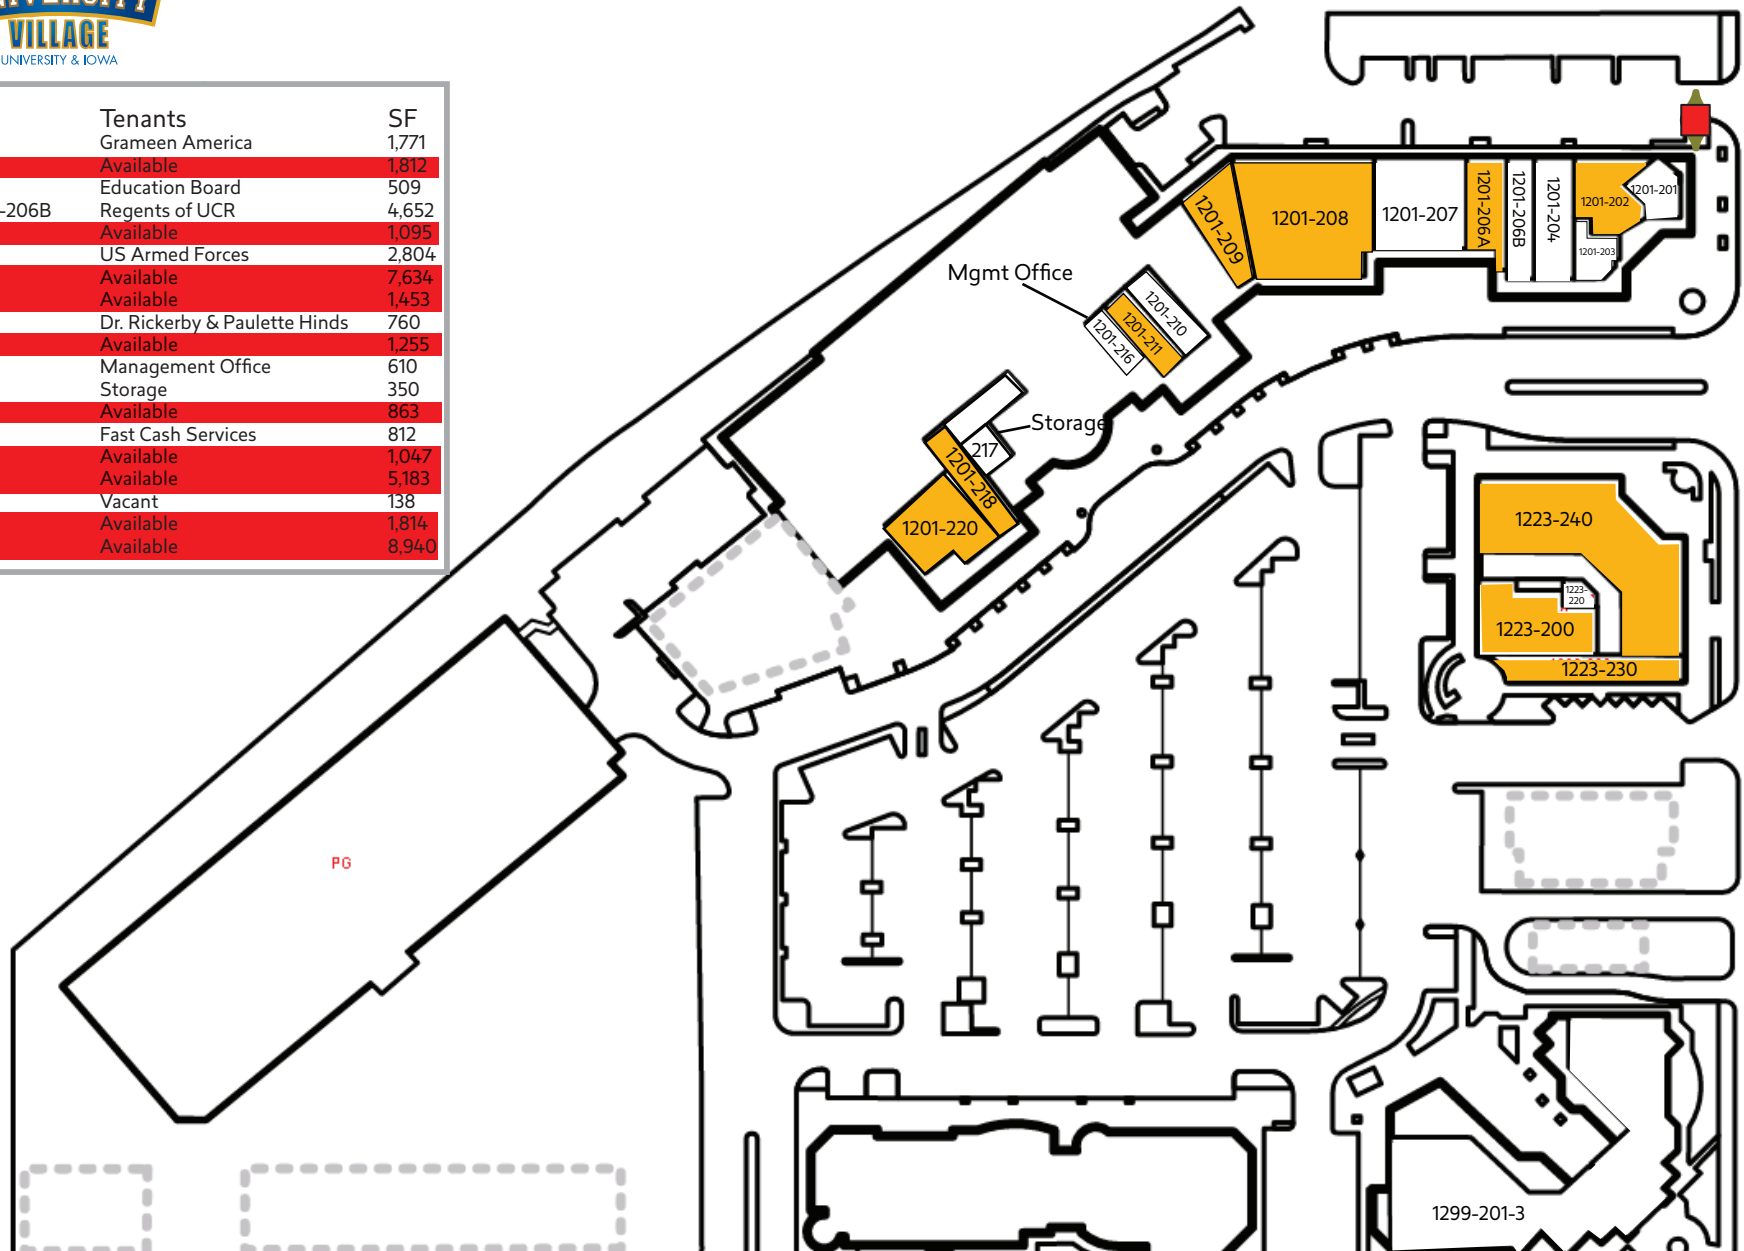 VILLAGE
UNIVERSITY & IOWA
Tenants SF
Grameen America 1,771
Available 1,812
Education Board 509
-206B Regents of UCR 4,652
Available 1,095
US Armed Forces 2,804
Available 7,634
Available 1,453
Dr. Rickerby & Paulette Hinds 760
Available 1,255
Management Office 610
Storage 350
Available 863
Fast Cash Services 812
Available 1,047
Available 5,183
Vacant 138
Available 1,814
Available 8,940
1201-209
1201-208
1201-207
1201-206A
1201-206B
1201-204
1201-202
1201-201
1201-203
Mgmt Office
1201-210
1201-211
1201-216
Storage
217
1201-218
1201-220
1223-240
1223-
220
1223-200
1223-230
PG
1299-201-3